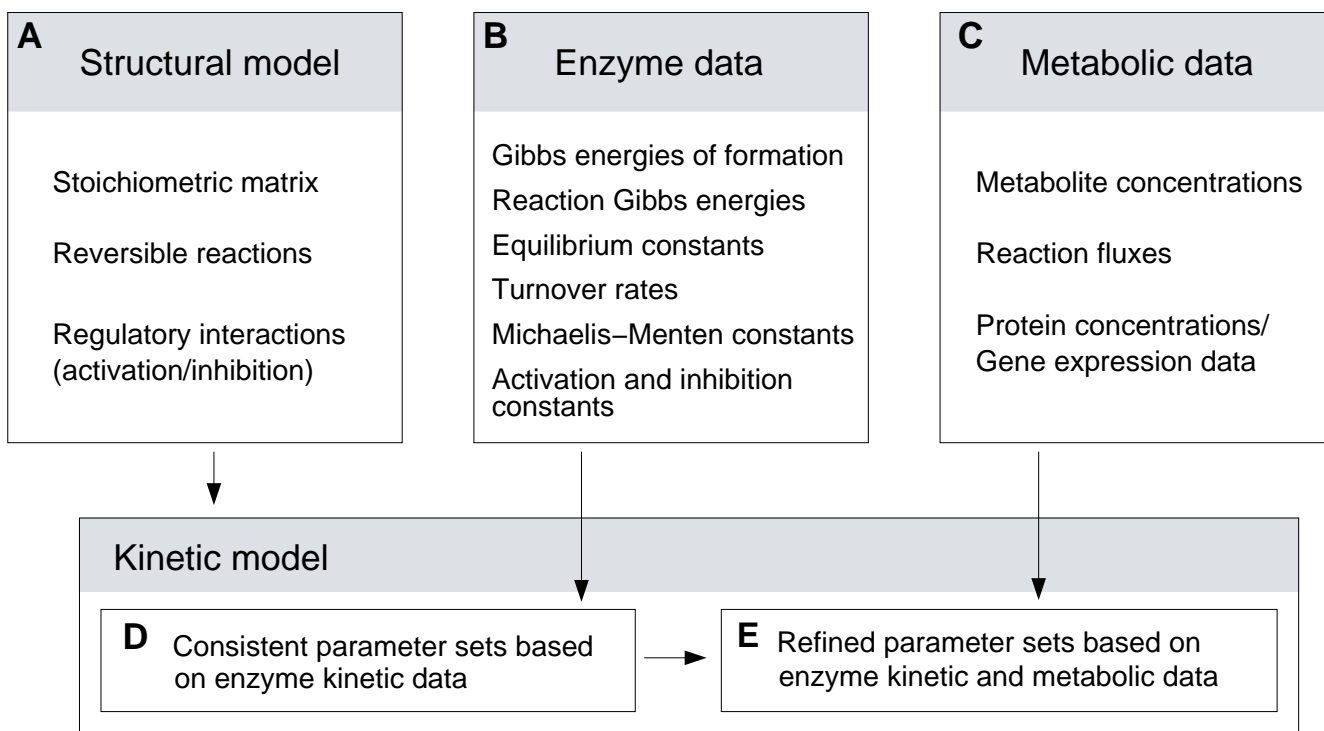 A
Structural model
Stoichiometric matrix
Reversible reactions
Regulatory interactions
(activation/inhibition)
B
Enzyme data
Gibbs energies of formation
Reaction Gibbs energies
Equilibrium constants
Turnover rates
Michaelis−Menten constants
Activation and inhibition
constants
C
Metabolic data
Metabolite concentrations
Reaction fluxes
Protein concentrations/
Gene expression data
Kinetic model
D
Consistent parameter sets based
on enzyme kinetic data
E
Refined parameter sets based on
enzyme kinetic and metabolic data